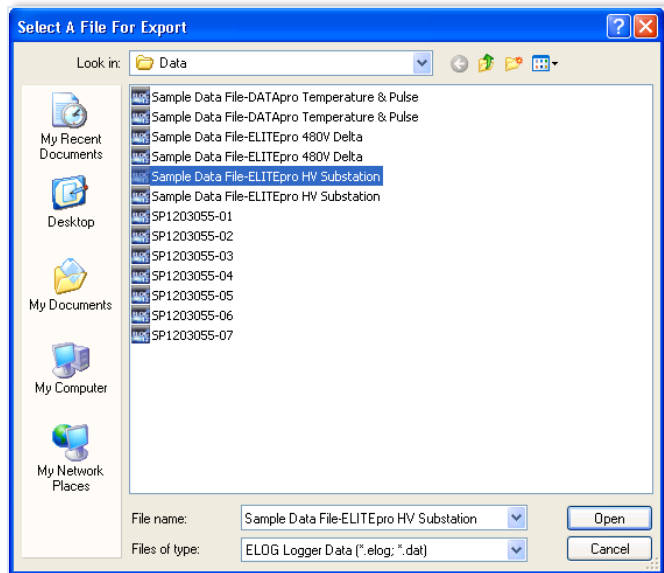 Select A File For Export
Look in:
Data
My Recent
Documents
Desktop
My Documents
My Computer
My Network
Places
Sample Data File-DATApro Temperature & Pulse
Sample Data File-DATApro Temperature & Pulse
Sample Data File-ELITEpro 480V Delta
Sample Data File-ELITEpro 480V Delta
Sample Data File-ELITEpro HV Substation
Sample Data File-ELITEpro HV Substation
SP1203055-01
SP1203055-02
SP1203055-03
SP1203055-04
SP1203055-05
SP1203055-06
SP1203055-07
File name:
Sample Data File-ELITEpro HV Substation
Open
Files of type:
ELOG Logger Data (*.elog; *.dat)
Cancel